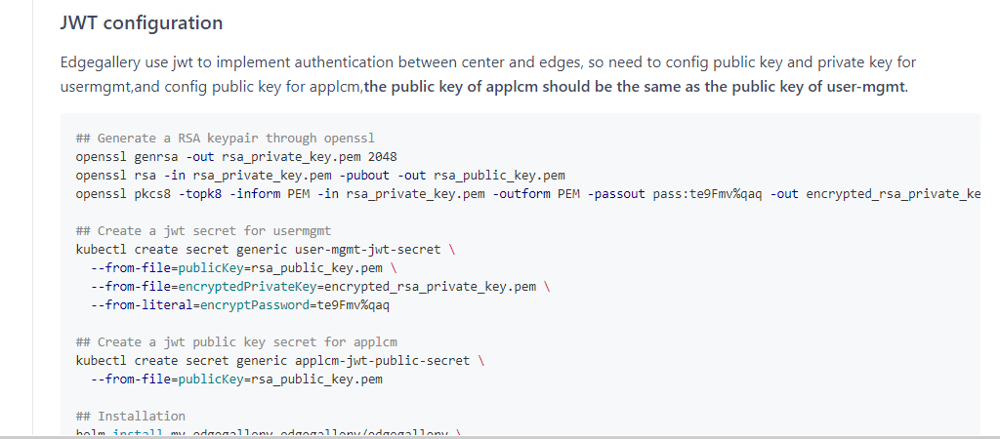 JWT configuration
Edgegallery use jwt to implement authentication between center and edges, so need to config public key and private key for
usermgmt,and config public key for applcm,the public key of applcm should be the same as the public key of user-mgmt.
## Generate a RSA keypair through openssl
openssl genrsa -out rsa_private_key.pem 2048
openssl rsa -in rsa_private_key.pem -pubout -out rsa_public_key.pem
openssl pkcs8 -topk8 -inform PEM -in rsa_private_key.pem -outform PEM -passout pass:te9Fmv%qaq -out encrypted_rsa_private_ke
## Create a jwt secret for usermgmt
kubectl create secret generic user-mgmt-jwt-secret \
--from-file=publicKey=rsa_public_key.pem \
--from-file=encryptedPrivateKey=encrypted_rsa_private_key.pem \
--from-literal=encryptPassword=te9Fmv%qaq
## Create a jwt public key secret for applcm
kubectl create secret generic applcm-jwt-public-secret \
--from-file=publicKey=rsa_public_key.pem
## Installation
helm install my-edgegallery edgegallery/edgegallery \